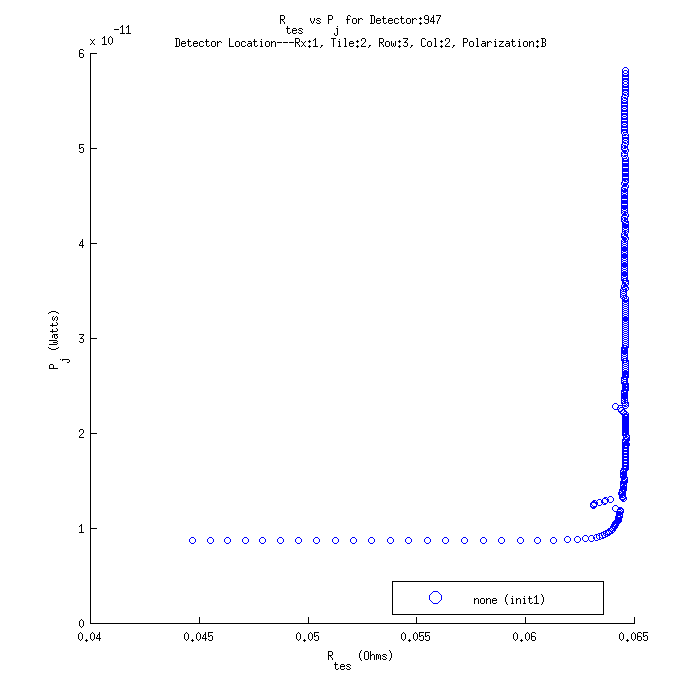 R_tes vs P_j for Detector:947
Detector Location---Rx:1, Tile:2, Row:3, Col:2, Polarization:B
x 10^-11
6
5
4
3
2
1
0
P_j (Watts)
0.04 0.045 0.05 0.055 0.06 0.065
R_tes (Ohms)
none (init1)